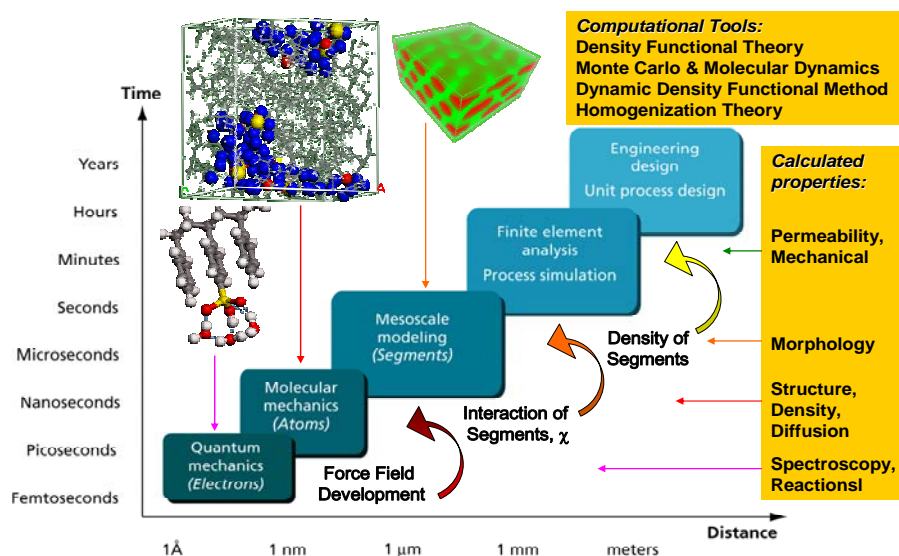 Computational Tools:
Density Functional Theory
Monte Carlo & Molecular Dynamics
Dynamic Density Functional Method
Homogenization Theory
Time
Years
Hours
Minutes
Seconds
Microseconds
Nanoseconds
Picoseconds
Femtoseconds
A
Engineering
design
Unit process design
Finite element
analysis
Process simulation
Mesoscale
modeling
(Segments)
Molecular
mechanics
(Atoms)
Quantum
mechanics
(Electrons)
Force Field
Development
Interaction of
Segments, χ
Density of
Segments
Calculated
properties:
Permeability,
Mechanical
Morphology
Structure,
Density,
Diffusion
Spectroscopy,
Reactionsl
Distance
1Å
1 nm
1 μm
1 mm
meters